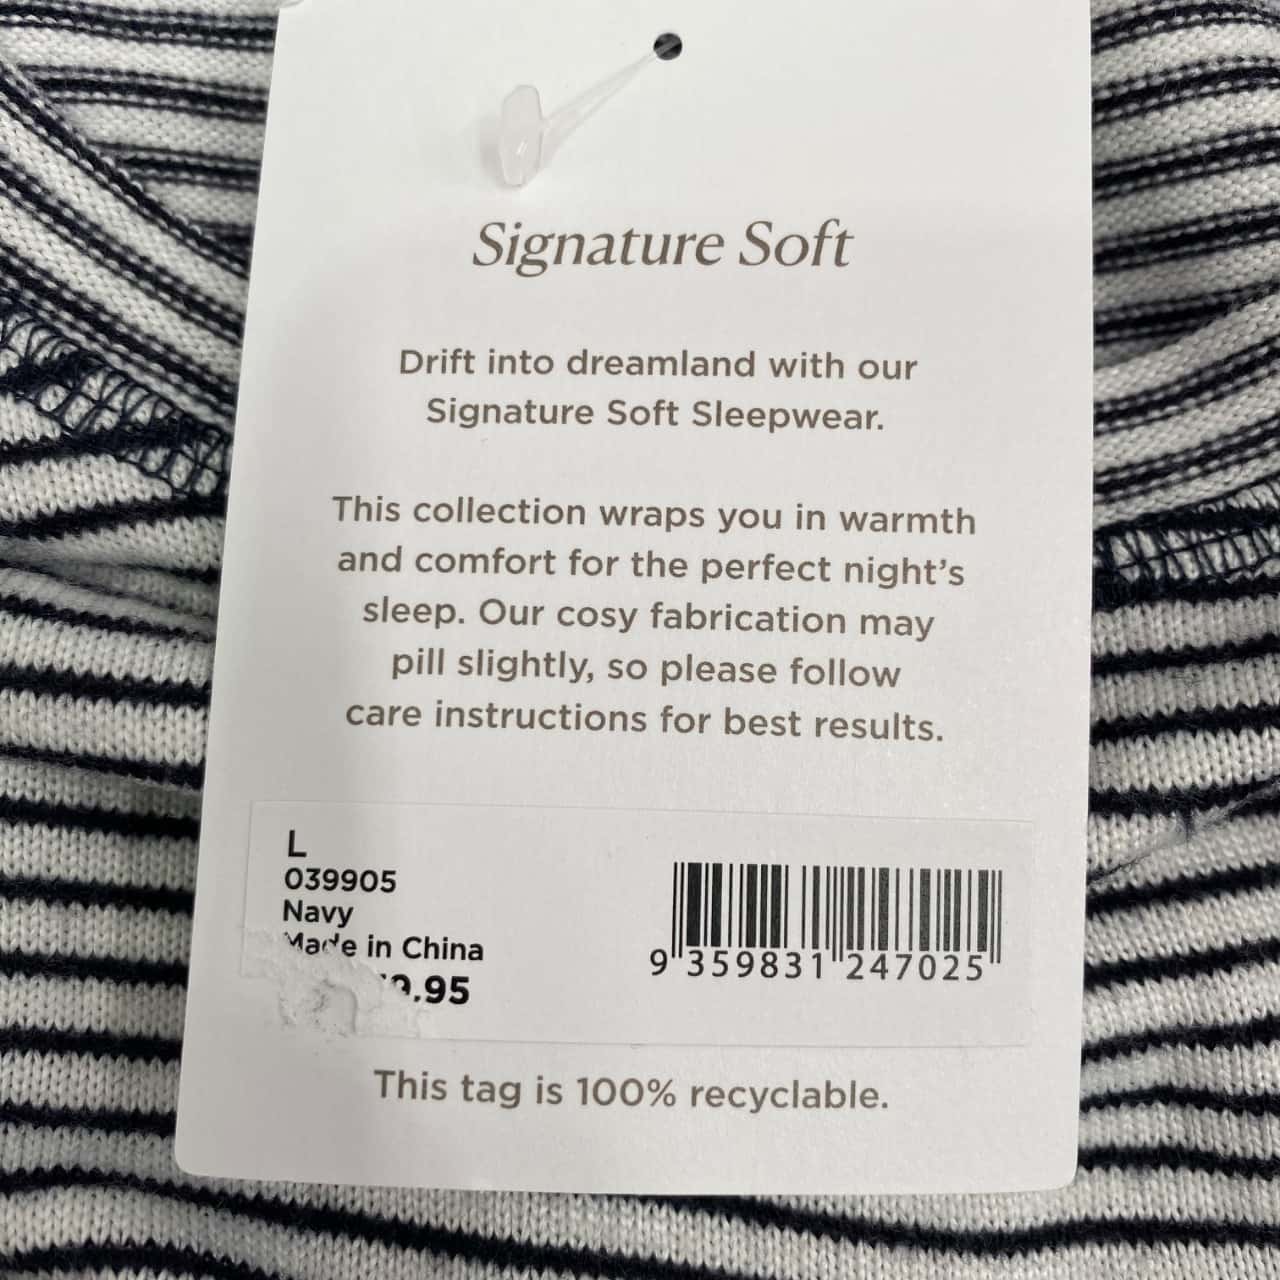 Signature Soft
Drift into dreamland with our
Signature Soft Sleepwear.
This collection wraps you in warmth
and comfort for the perfect night's
sleep. Our cosy fabrication may
pill slightly, so please follow
care instructions for best results.
L
039905
Navy
Made in China
.95
9 359831 247025
This tag is 100% recyclable.